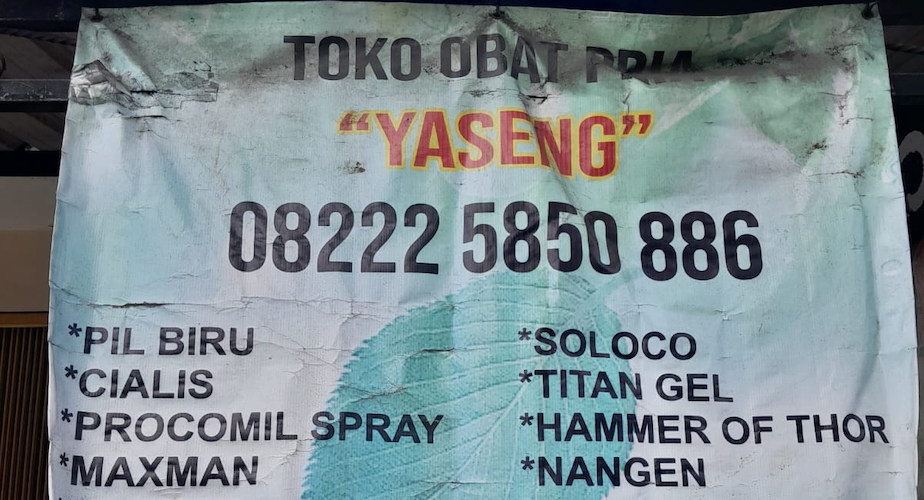 TOKO OBAT PRIA
“YASENG”
08222 5850 886
*PIL BIRU
*CIALIS
*PROCOMIL SPRAY
*MAXMAN
*SOLOCO
*TITAN GEL
*HAMMER OF THOR
*NANGEN